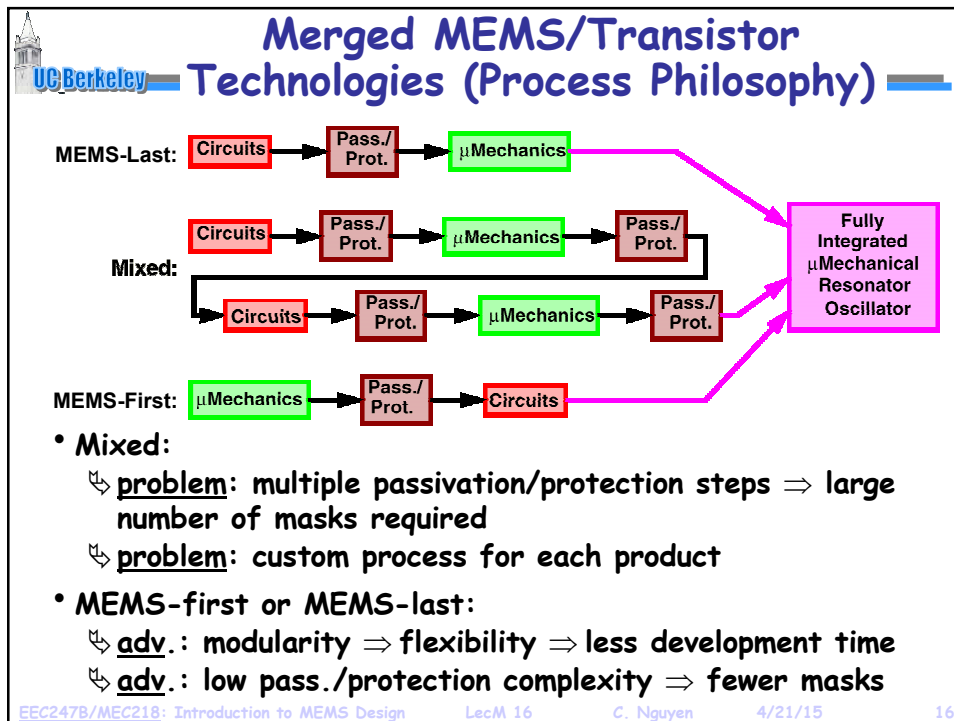 Merged MEMS/Transistor
UC Berkeley
Technologies (Process Philosophy)
MEMS-Last:
Circuits
Pass./
Prot.
μMechanics
Mixed:
Circuits
Pass./
Prot.
μMechanics
Pass./
Prot.
Circuits
Pass./
Prot.
μMechanics
Pass./
Prot.
Fully
Integrated
μMechanical
Resonator
Oscillator
MEMS-First:
μMechanics
Pass./
Prot.
Circuits
• Mixed:
↳ problem: multiple passivation/protection steps ⇒ large
number of masks required
↳ problem: custom process for each product
• MEMS-first or MEMS-last:
↳ adv.: modularity ⇒ flexibility ⇒ less development time
↳ adv.: low pass./protection complexity ⇒ fewer masks
EEC247B/MEC218: Introduction to MEMS Design LecM 16 C. Nguyen 4/21/15 16